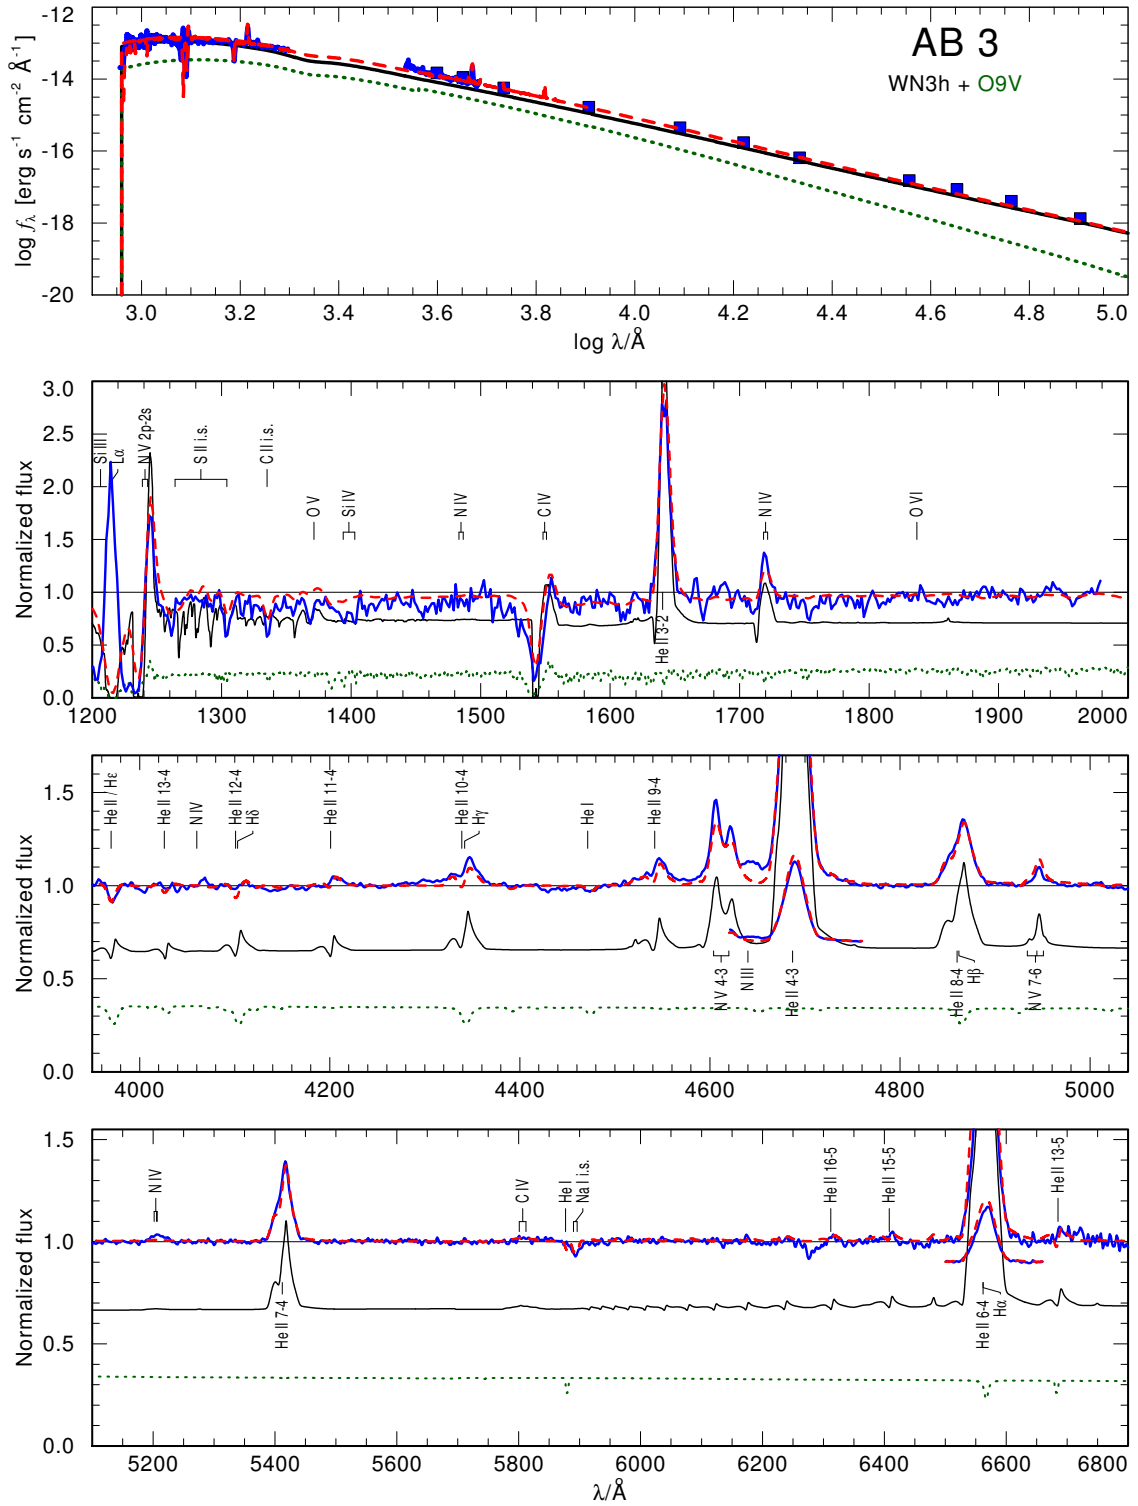 AB 3
WN3h + O9V
log fλ [erg s-1 cm-2 Å-1]
-12
-14
-16
-18
-20
3.0 3.2 3.4 3.6 3.8 4.0 4.2 4.4 4.6 4.8 5.0
log λ/Å
Normalized flux
3.0
2.5
2.0
1.5
1.0
0.5
0.0
Si III
Lα
N V 2p-2s
S II i.s.
C II i.s.
O V
Si IV
N IV
C IV
He II 3-2
N IV
O VI
1200 1300 1400 1500 1600 1700 1800 1900 2000
Normalized flux
1.5
1.0
0.5
0.0
He II / Hε
He II 13-4
N IV
He II 12-4
Hδ
He II 11-4
He II 10-4
Hγ
He I
He II 9-4
N V 4-3
N III
He II 4-3
He II 8-4
Hβ
N V 7-6
4000 4200 4400 4600 4800 5000
Normalized flux
1.5
1.0
0.5
0.0
N IV
He II 7-4
C IV
He I
Na I i.s.
He II 16-5
He II 15-5
He II 6-4
Hα
He II 13-5
5200 5400 5600 5800 6000 6200 6400 6600 6800
λ/Å